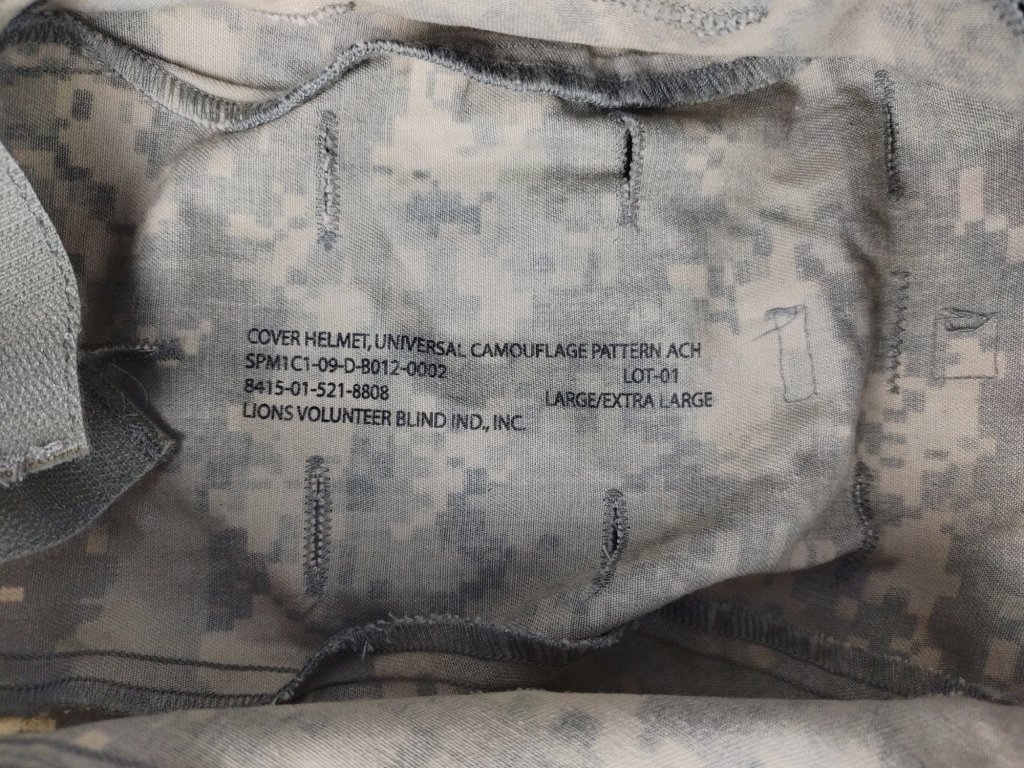 COVER HELMET, UNIVERSAL CAMOUFLAGE PATTERN ACH
SPM1C1-09-D-B012-0002 LOT-01
8415-01-521-8808 LARGE/EXTRA LARGE
LIONS VOLUNTEER BLIND IND., INC.